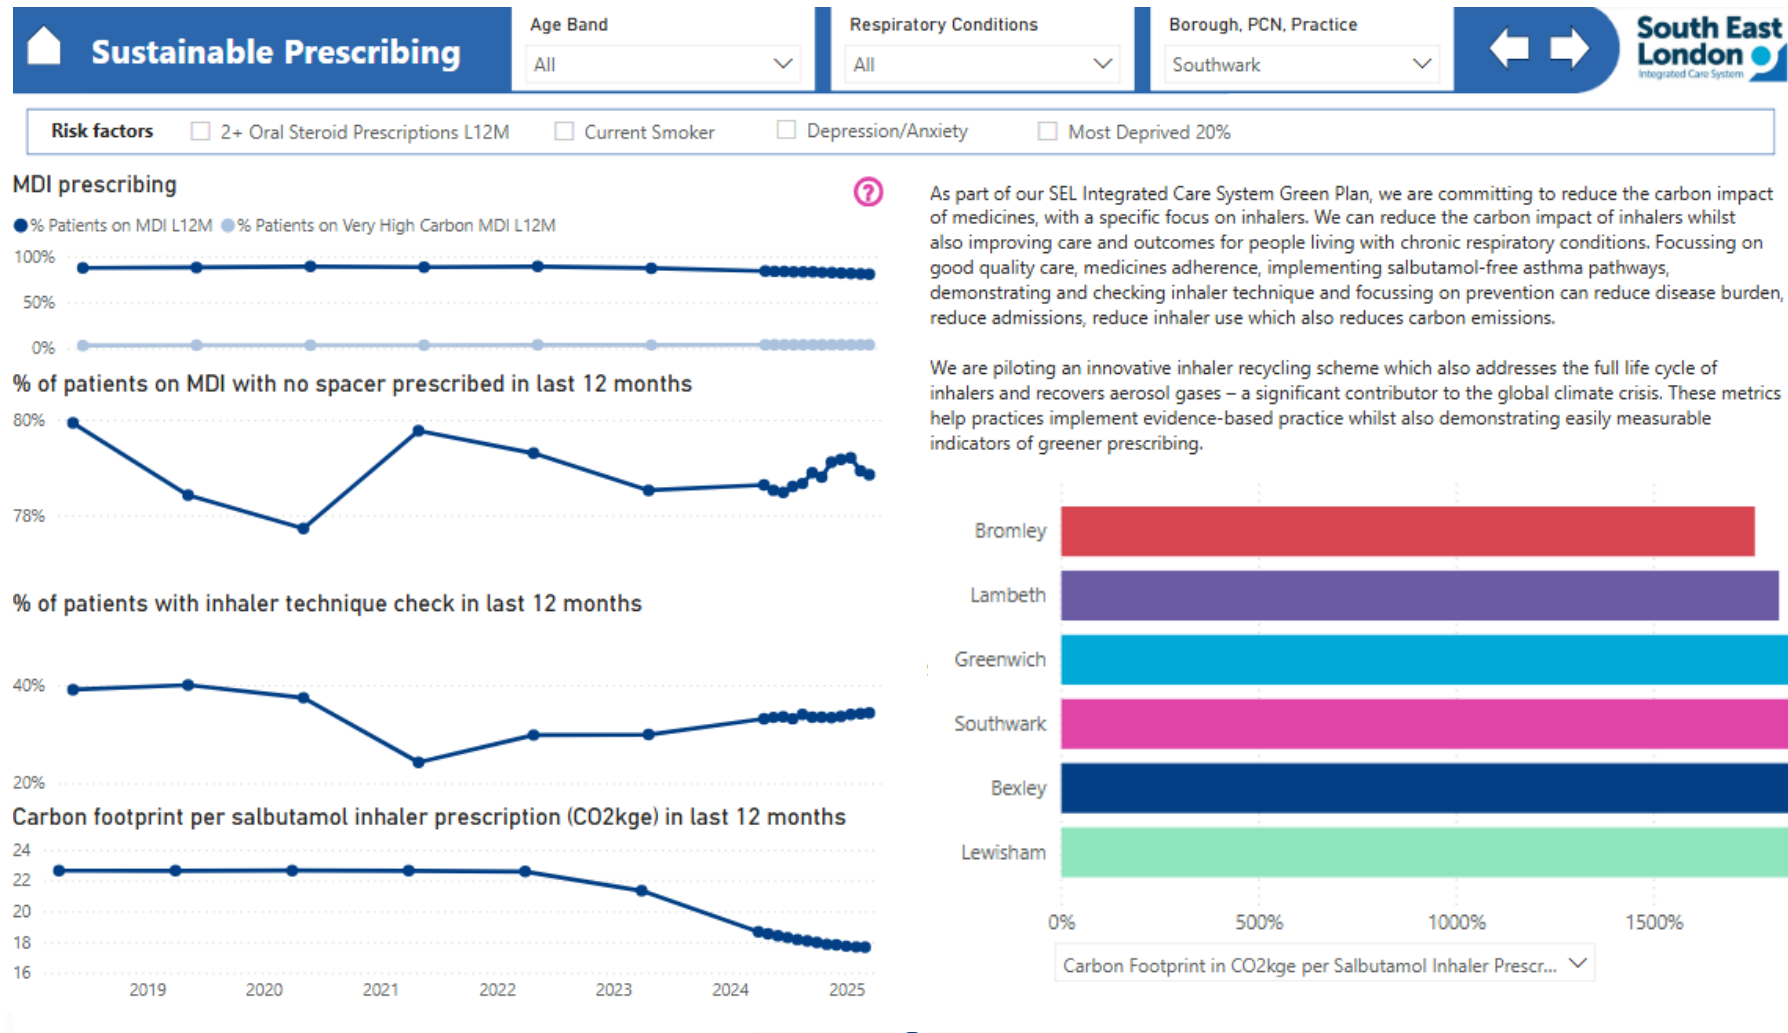 Sustainable Prescribing
Age Band
All
Respiratory Conditions
All
Borough, PCN, Practice
Southwark
South East
London
Integrated Care System
Risk factors
2+ Oral Steroid Prescriptions L12M
Current Smoker
Depression/Anxiety
Most Deprived 20%
MDI prescribing
?
% Patients on MDI L12M
% Patients on Very High Carbon MDI L12M
100%
50%
0%
% of patients on MDI with no spacer prescribed in last 12 months
80%
78%
% of patients with inhaler technique check in last 12 months
40%
20%
Carbon footprint per salbutamol inhaler prescription (CO2kge) in last 12 months
24
22
20
18
16
2019
2020
2021
2022
2023
2024
2025
As part of our SEL Integrated Care System Green Plan, we are committing to reduce the carbon impact
of medicines, with a specific focus on inhalers. We can reduce the carbon impact of inhalers whilst
also improving care and outcomes for people living with chronic respiratory conditions. Focussing on
good quality care, medicines adherence, implementing salbutamol-free asthma pathways,
demonstrating and checking inhaler technique and focussing on prevention can reduce disease burden,
reduce admissions, reduce inhaler use which also reduces carbon emissions.
We are piloting an innovative inhaler recycling scheme which also addresses the full life cycle of
inhalers and recovers aerosol gases – a significant contributor to the global climate crisis. These metrics
help practices implement evidence-based practice whilst also demonstrating easily measurable
indicators of greener prescribing.
Bromley
Lambeth
Greenwich
Southwark
Bexley
Lewisham
0%
500%
1000%
1500%
Carbon Footprint in CO2kge per Salbutamol Inhaler Prescr...